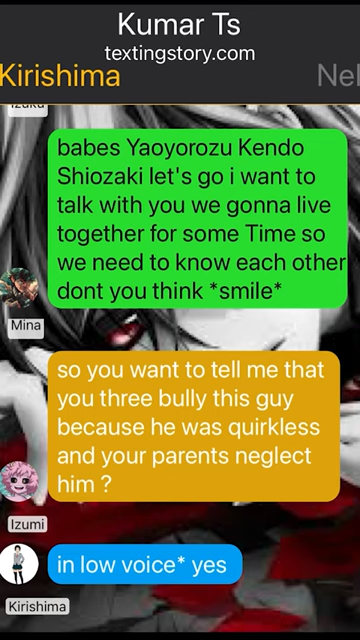 Kumar Ts
textingstory.com
Kirishima
Nel
Izuku
babes Yaoyorozu Kendo
Shiozaki let's go i want to
talk with you we gonna live
together for some Time so
we need to know each other
dont you think *smile*
Mina
so you want to tell me that
you three bully this guy
because he was quirkless
and your parents neglect
him ?
Izumi
in low voice* yes
Kirishima